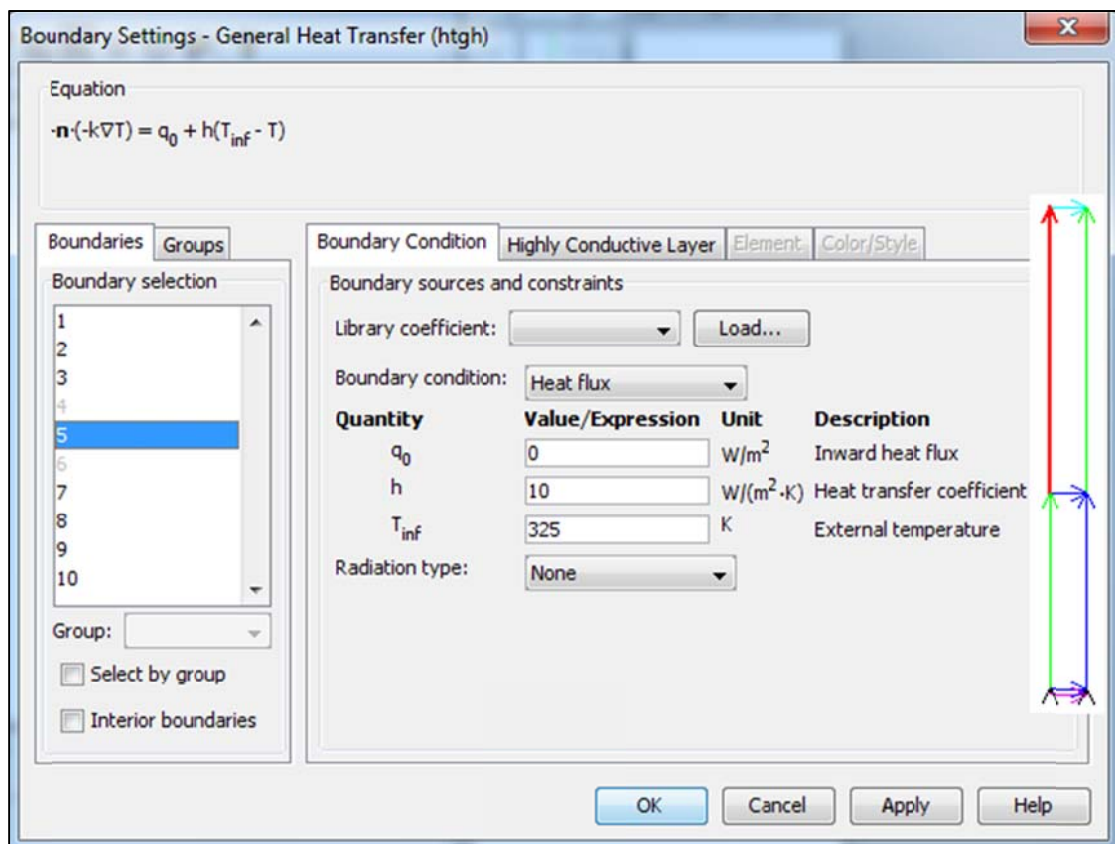 Boundary Settings - General Heat Transfer (htgh)
Equation
-n·(-k∇T) = q0 + h(Tinf - T)
Boundaries Groups
Boundary selection
1
2
3
4
5
6
7
8
9
10
Group:
Select by group
Interior boundaries
Boundary Condition Highly Conductive Layer Element Color/Style
Boundary sources and constraints
Library coefficient: Load...
Boundary condition: Heat flux
Quantity Value/Expression Unit Description
q0 0 W/m² Inward heat flux
h 10 W/(m²·K) Heat transfer coefficient
Tinf 325 K External temperature
Radiation type: None
OK Cancel Apply Help